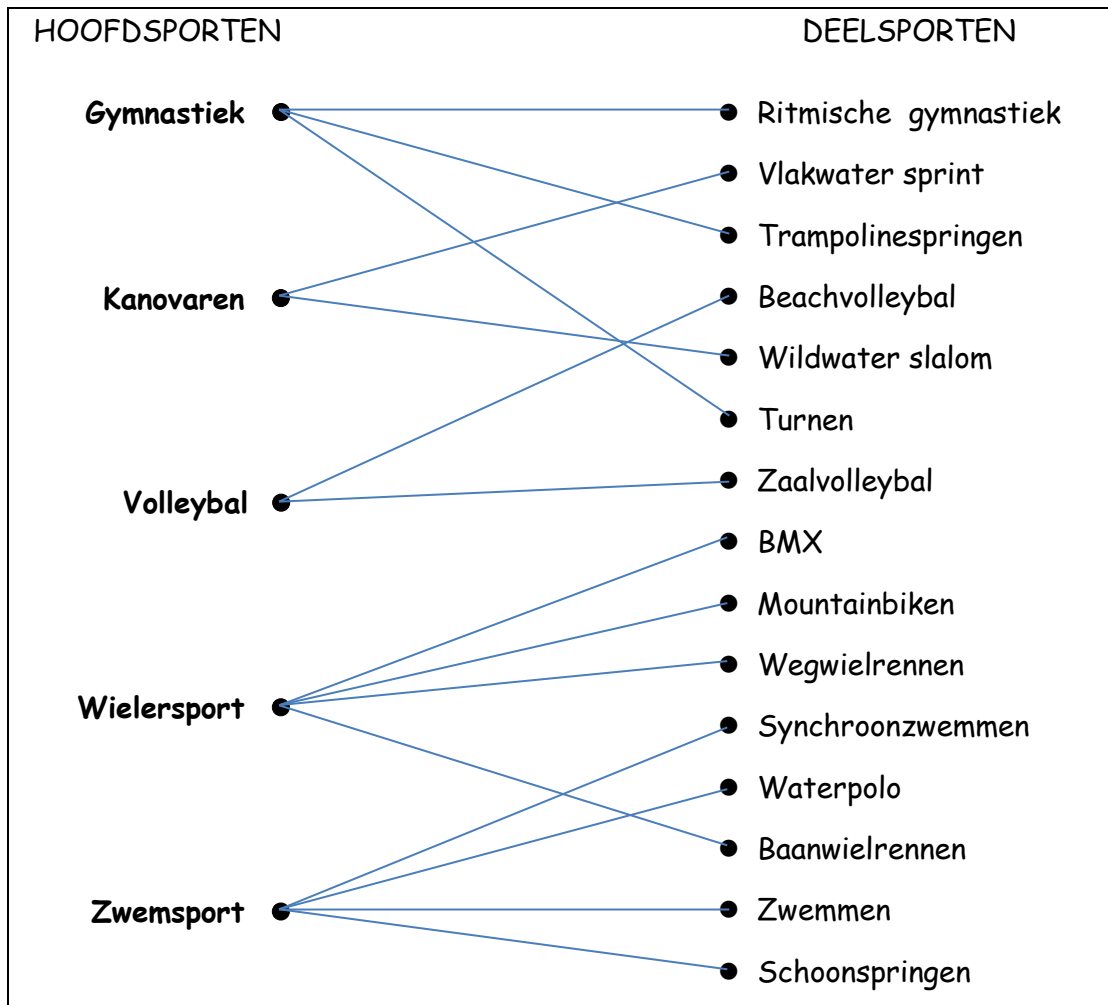 HOOFDSPORTEN
DEELSPORTEN
Gymnastiek
Kanovaren
Volleybal
Wielersport
Zwemsport
Ritmische gymnastiek
Vlakwater sprint
Trampolinespringen
Beachvolleybal
Wildwater slalom
Turnen
Zaalvolleybal
BMX
Mountainbiken
Wegwielrennen
Synchroonzwemmen
Waterpolo
Baanwielrennen
Zwemmen
Schoonspringen